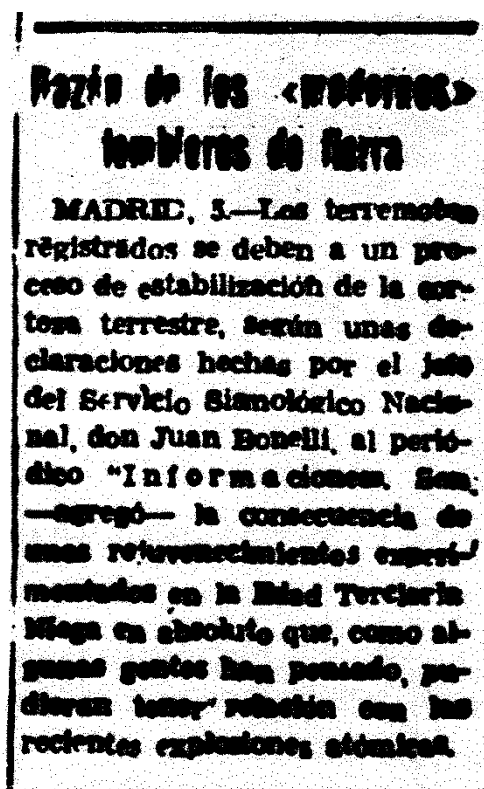 Razón de los «modernos»
temblores de tierra
MADRID, 5.—Los terremotos
registrados se deben a un pro-
ceso de estabilización de la cor-
teza terrestre, según unas de-
claraciones hechas por el jefe
del Servicio Sismológico Nacio-
nal, don Juan Bonelli, al perió-
dico "Informaciones. Son,
—agregó— la consecuencia de
unos rejuvenecimientos experi-
mentados en la Edad Terciaria
Niega en absoluto que, como al-
gunas gentes han pensado, pu-
dieran tener relación con las
recientes explosiones atómicas.